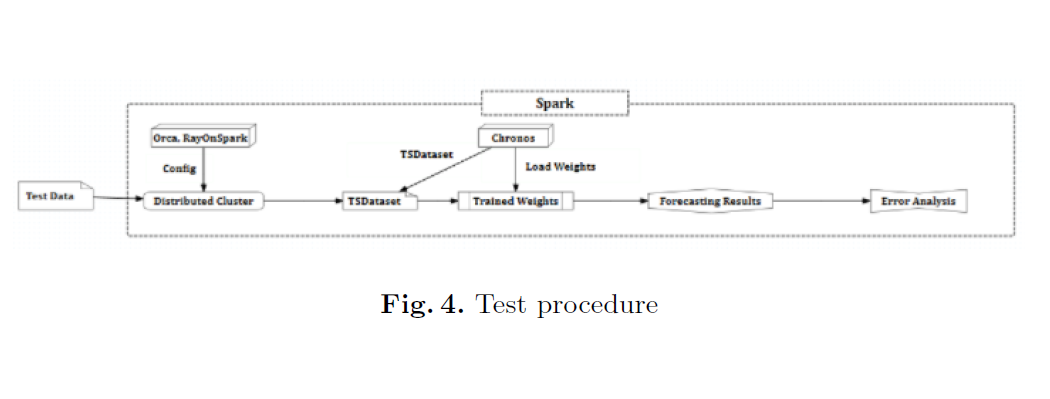 Spark
Orca, RayOnSpark
Chronos
TSDataset
Config
Load Weights
Test Data
Distributed Cluster
TSDataset
Trained Weights
Forecasting Results
Error Analysis
Fig. 4. Test procedure